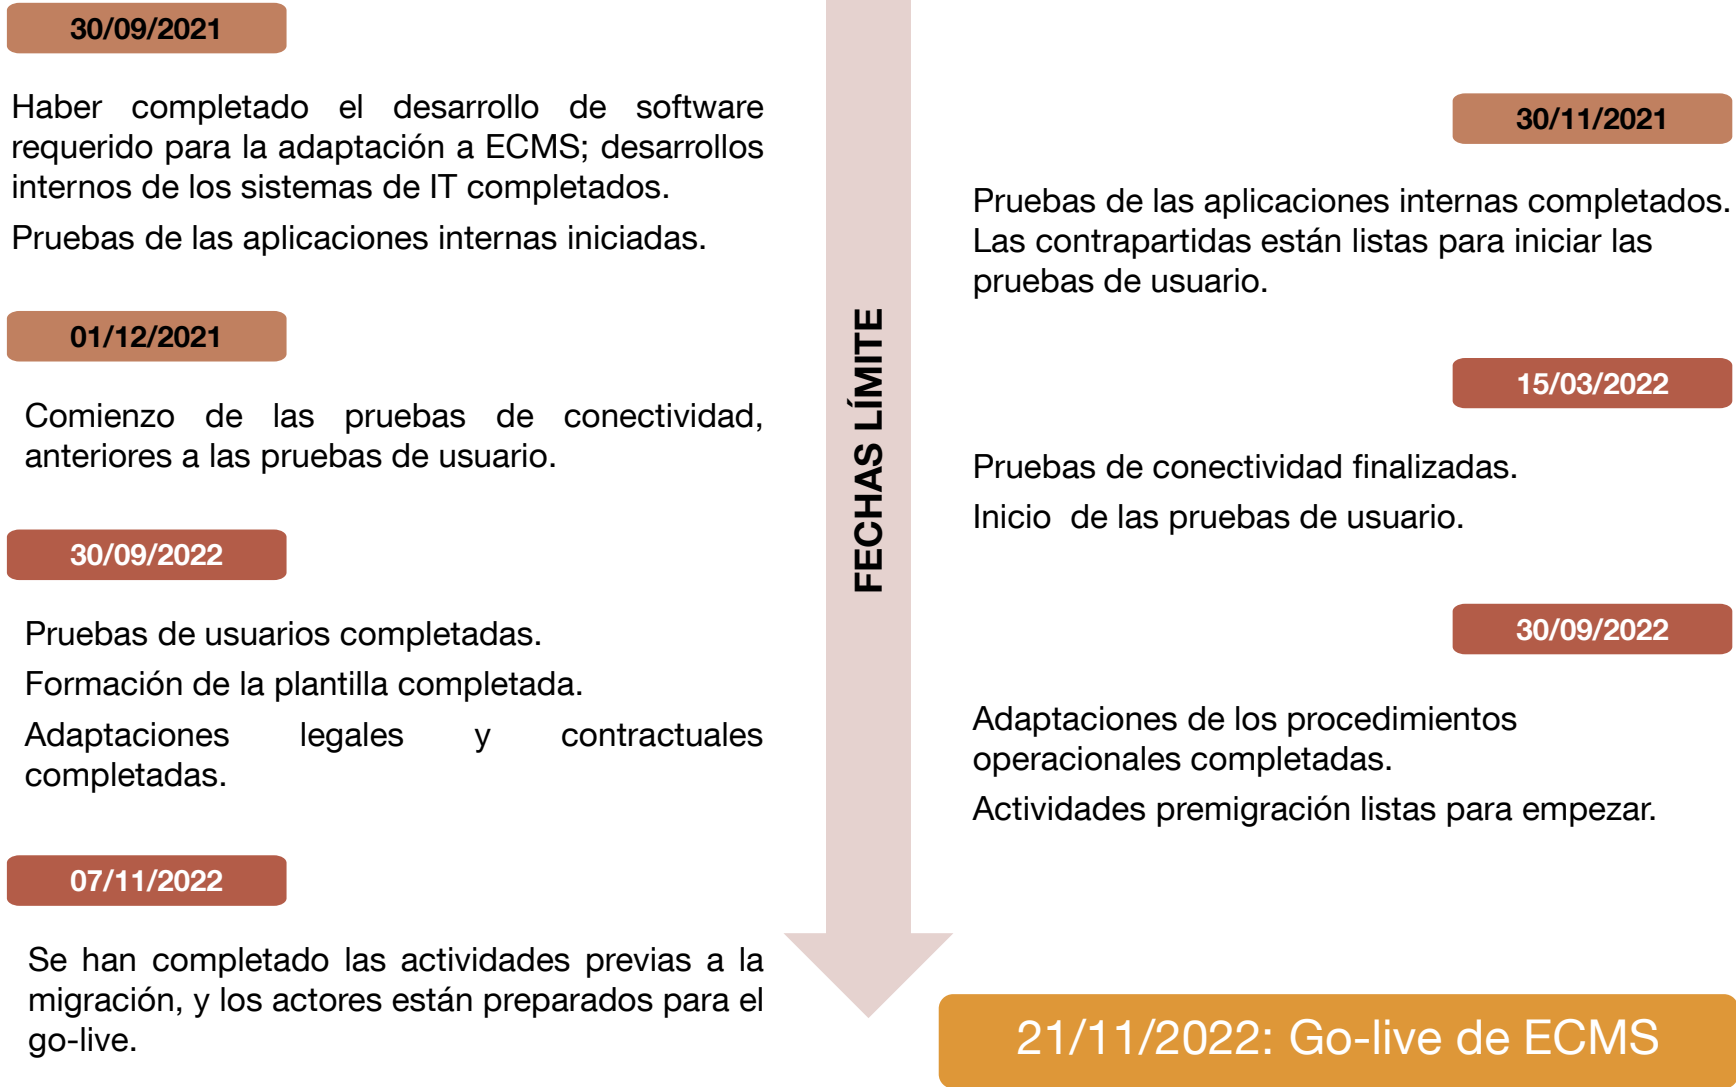 30/09/2021
Haber completado el desarrollo de software
requerido para la adaptación a ECMS; desarrollos
internos de los sistemas de IT completados.
Pruebas de las aplicaciones internas iniciadas.
01/12/2021
Comienzo de las pruebas de conectividad,
anteriores a las pruebas de usuario.
30/09/2022
Pruebas de usuarios completadas.
Formación de la plantilla completada.
Adaptaciones legales y contractuales
completadas.
07/11/2022
Se han completado las actividades previas a la
migración, y los actores están preparados para el
go-live.
FECHAS LÍMITE
30/11/2021
Pruebas de las aplicaciones internas completados.
Las contrapartidas están listas para iniciar las
pruebas de usuario.
15/03/2022
Pruebas de conectividad finalizadas.
Inicio de las pruebas de usuario.
30/09/2022
Adaptaciones de los procedimientos
operacionales completadas.
Actividades premigración listas para empezar.
21/11/2022: Go-live de ECMS